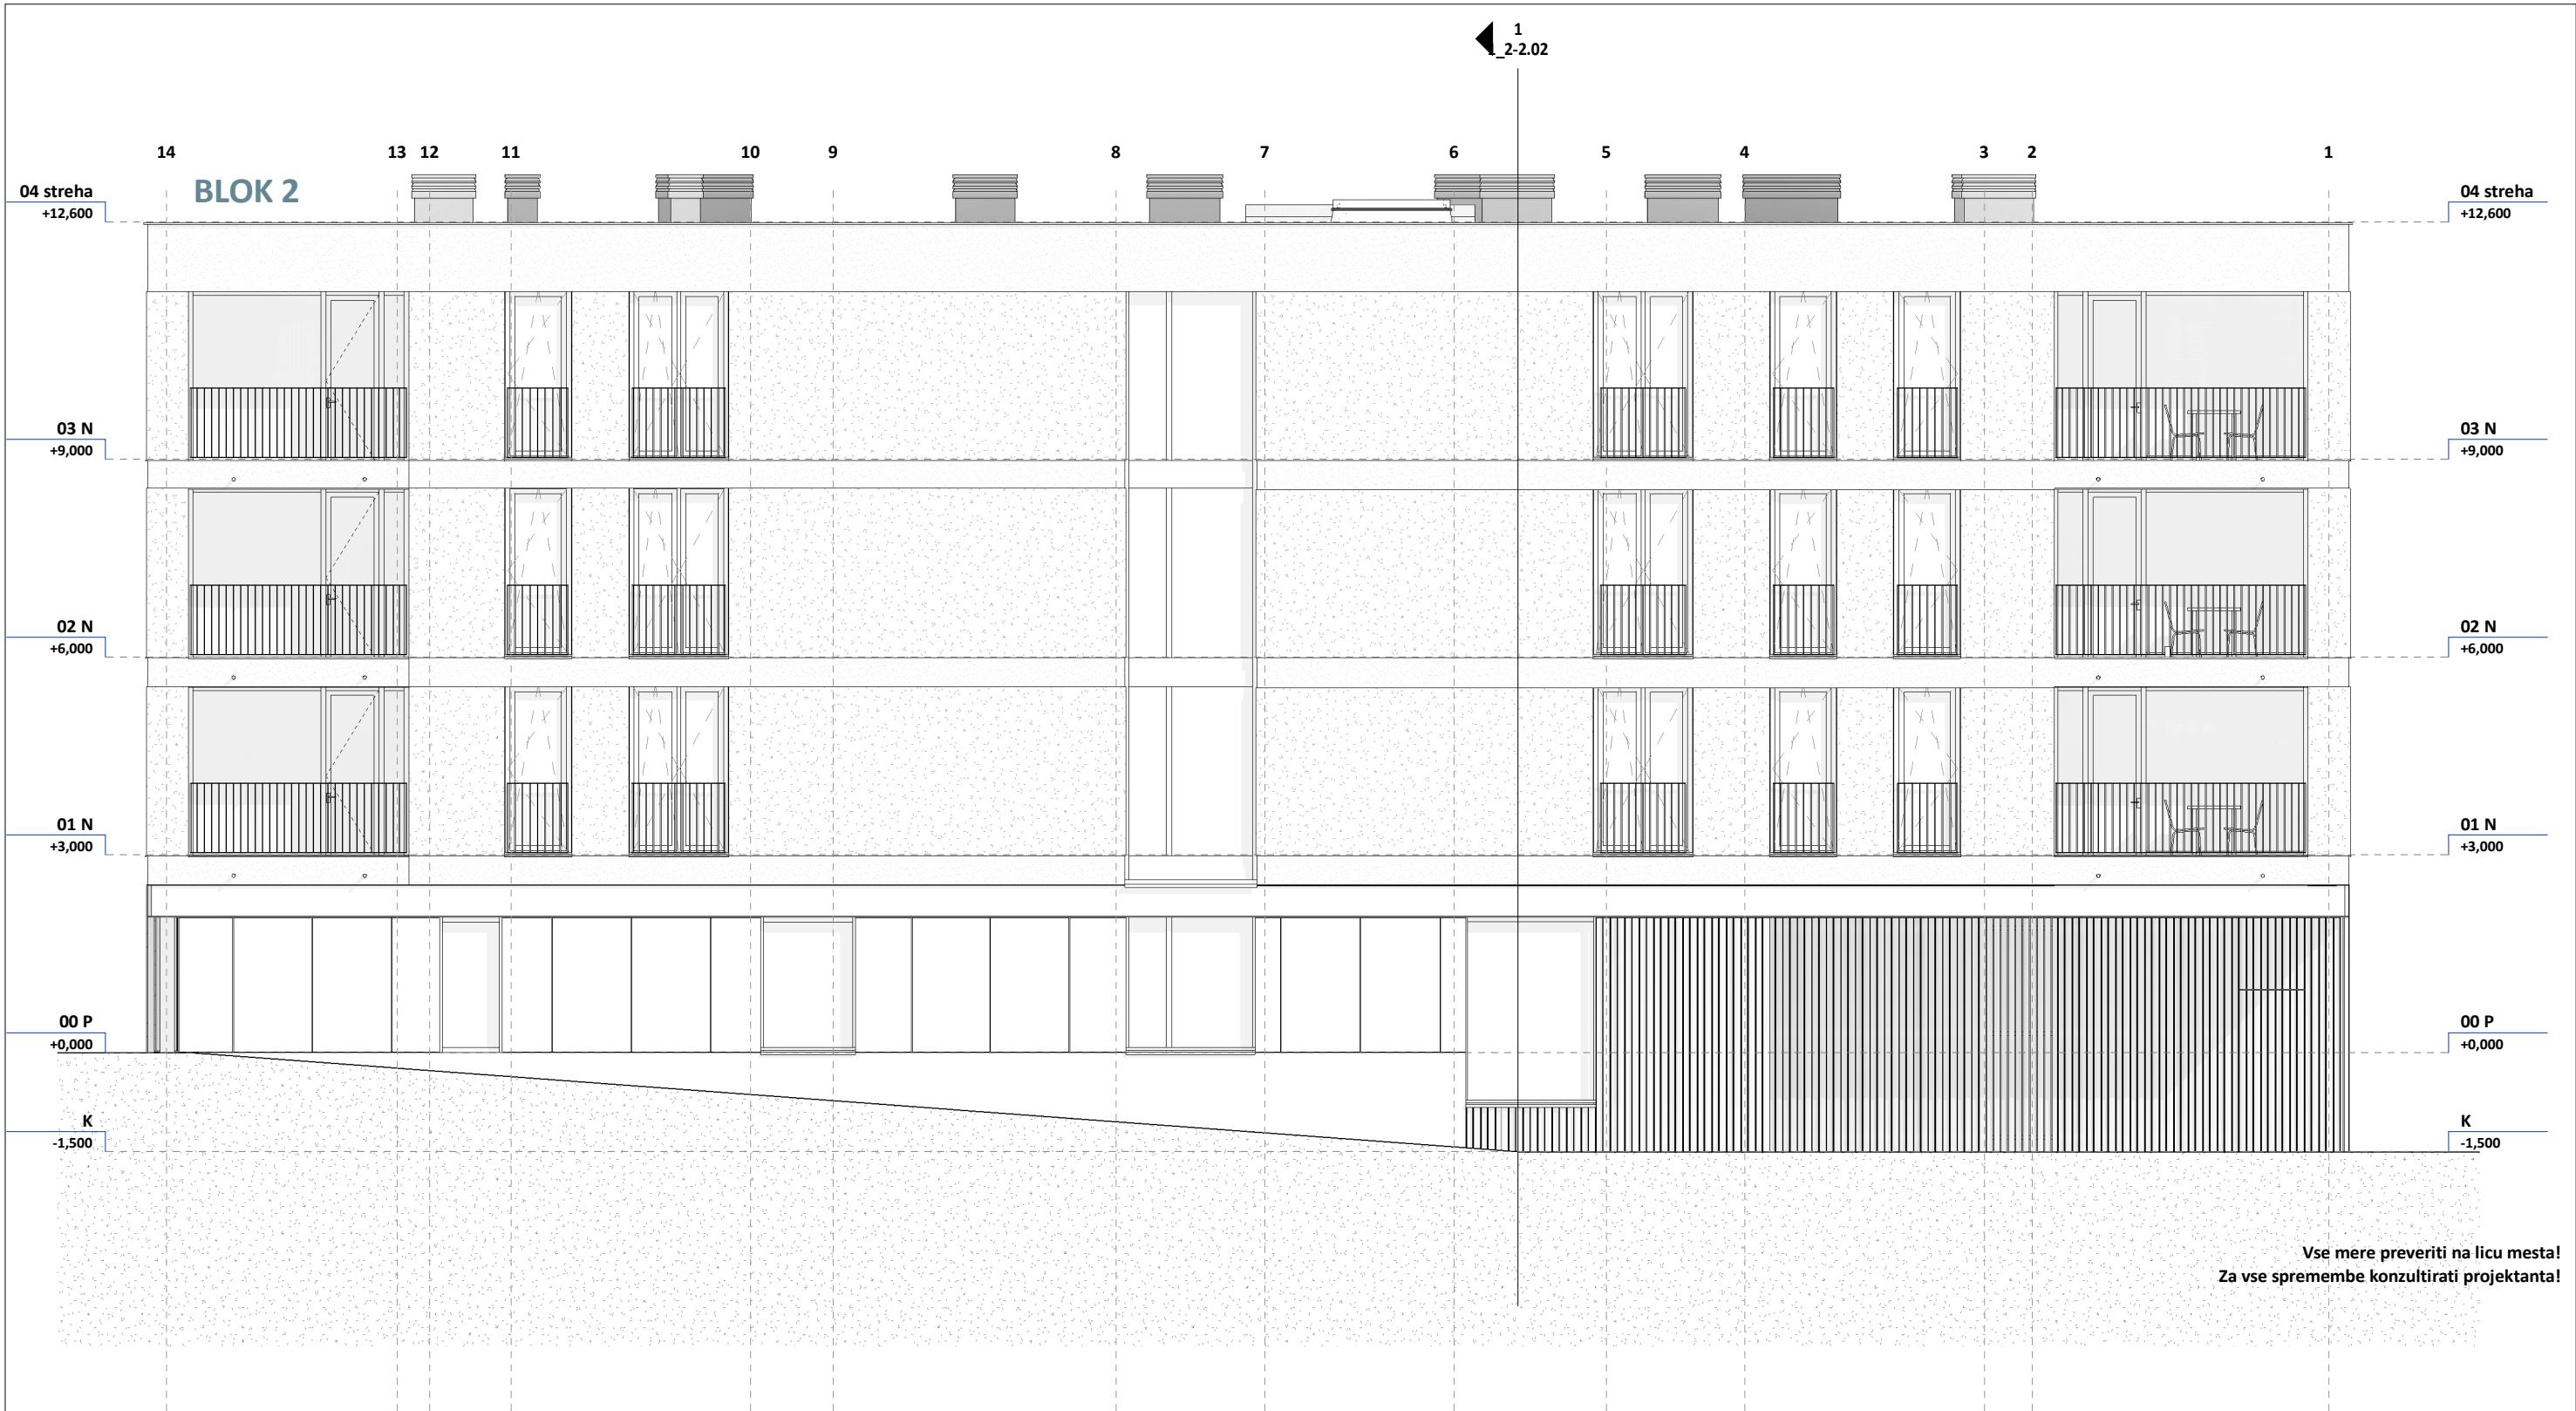 1
1_2-2.02
14 13 12 11 10 9 8 7 6 5 4 3 2 1
BLOK 2
04 streha
+12,600
04 streha
+12,600
03 N
+9,000
03 N
+9,000
02 N
+6,000
02 N
+6,000
01 N
+3,000
01 N
+3,000
00 P
+0,000
00 P
+0,000
K
-1,500
K
-1,500
Vse mere preveriti na licu mesta!
Za vse spremembe konzultirati projektanta!